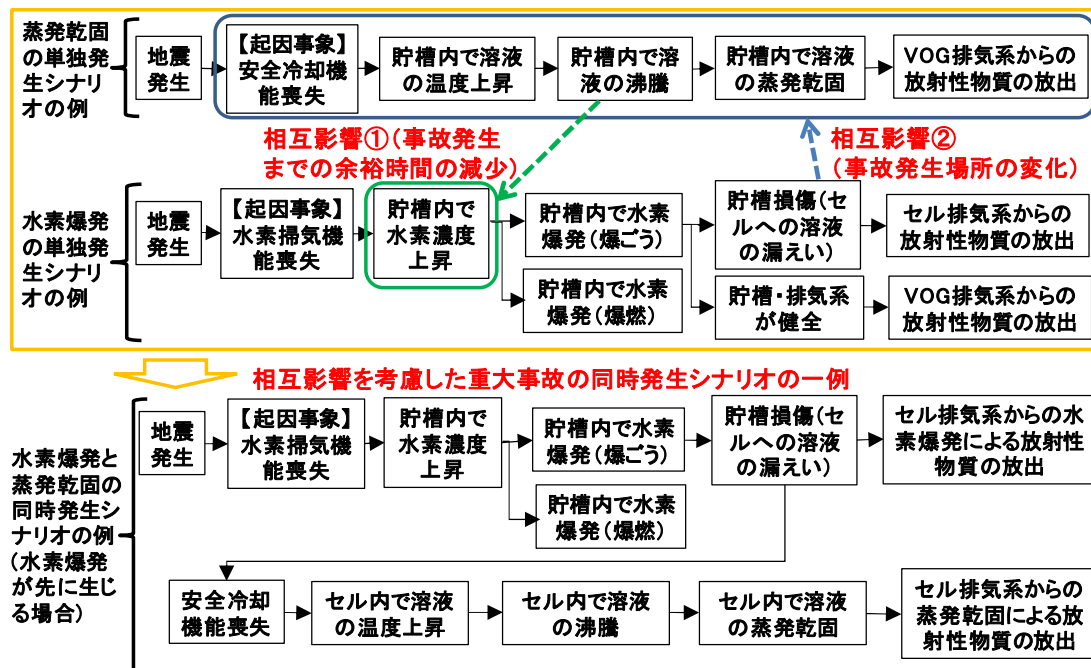 蒸発乾固
の単独発
生シナリ
オの例
地震
発生
【起因事象】
安全冷却機
能喪失
貯槽内で溶液
の温度上昇
貯槽内で溶
液の沸騰
貯槽内で溶液
の蒸発乾固
VOG排気系からの
放射性物質の放出
相互影響①(事故発生
までの余裕時間の減少)
相互影響②
(事故発生場所の変化)
水素爆発
の単独発
生シナリ
オの例
地震
発生
【起因事象】
水素掃気機
能喪失
貯槽内で
水素濃度
上昇
貯槽内で水素
爆発(爆ごう)
貯槽内で水素
爆発(爆燃)
貯槽損傷(セ
ルへの溶液
の漏えい)
貯槽・排気系
が健全
セル排気系からの
放射性物質の放出
VOG排気系からの
放射性物質の放出
相互影響を考慮した重大事故の同時発生シナリオの一例
水素爆発と
蒸発乾固の
同時発生シ
ナリオの例
(水素爆発
が先に生じ
る場合)
地震
発生
【起因事象】
水素掃気機
能喪失
貯槽内で
水素濃度
上昇
貯槽内で水素
爆発(爆ごう)
貯槽内で水素
爆発(爆燃)
貯槽損傷(セ
ルへの溶液
の漏えい)
セル排気系からの水
素爆発による放射性
物質の放出
安全冷却
機能喪失
セル内で溶液
の温度上昇
セル内で溶液
の沸騰
セル内で溶液
の蒸発乾固
セル排気系からの
蒸発乾固による放
射性物質の放出